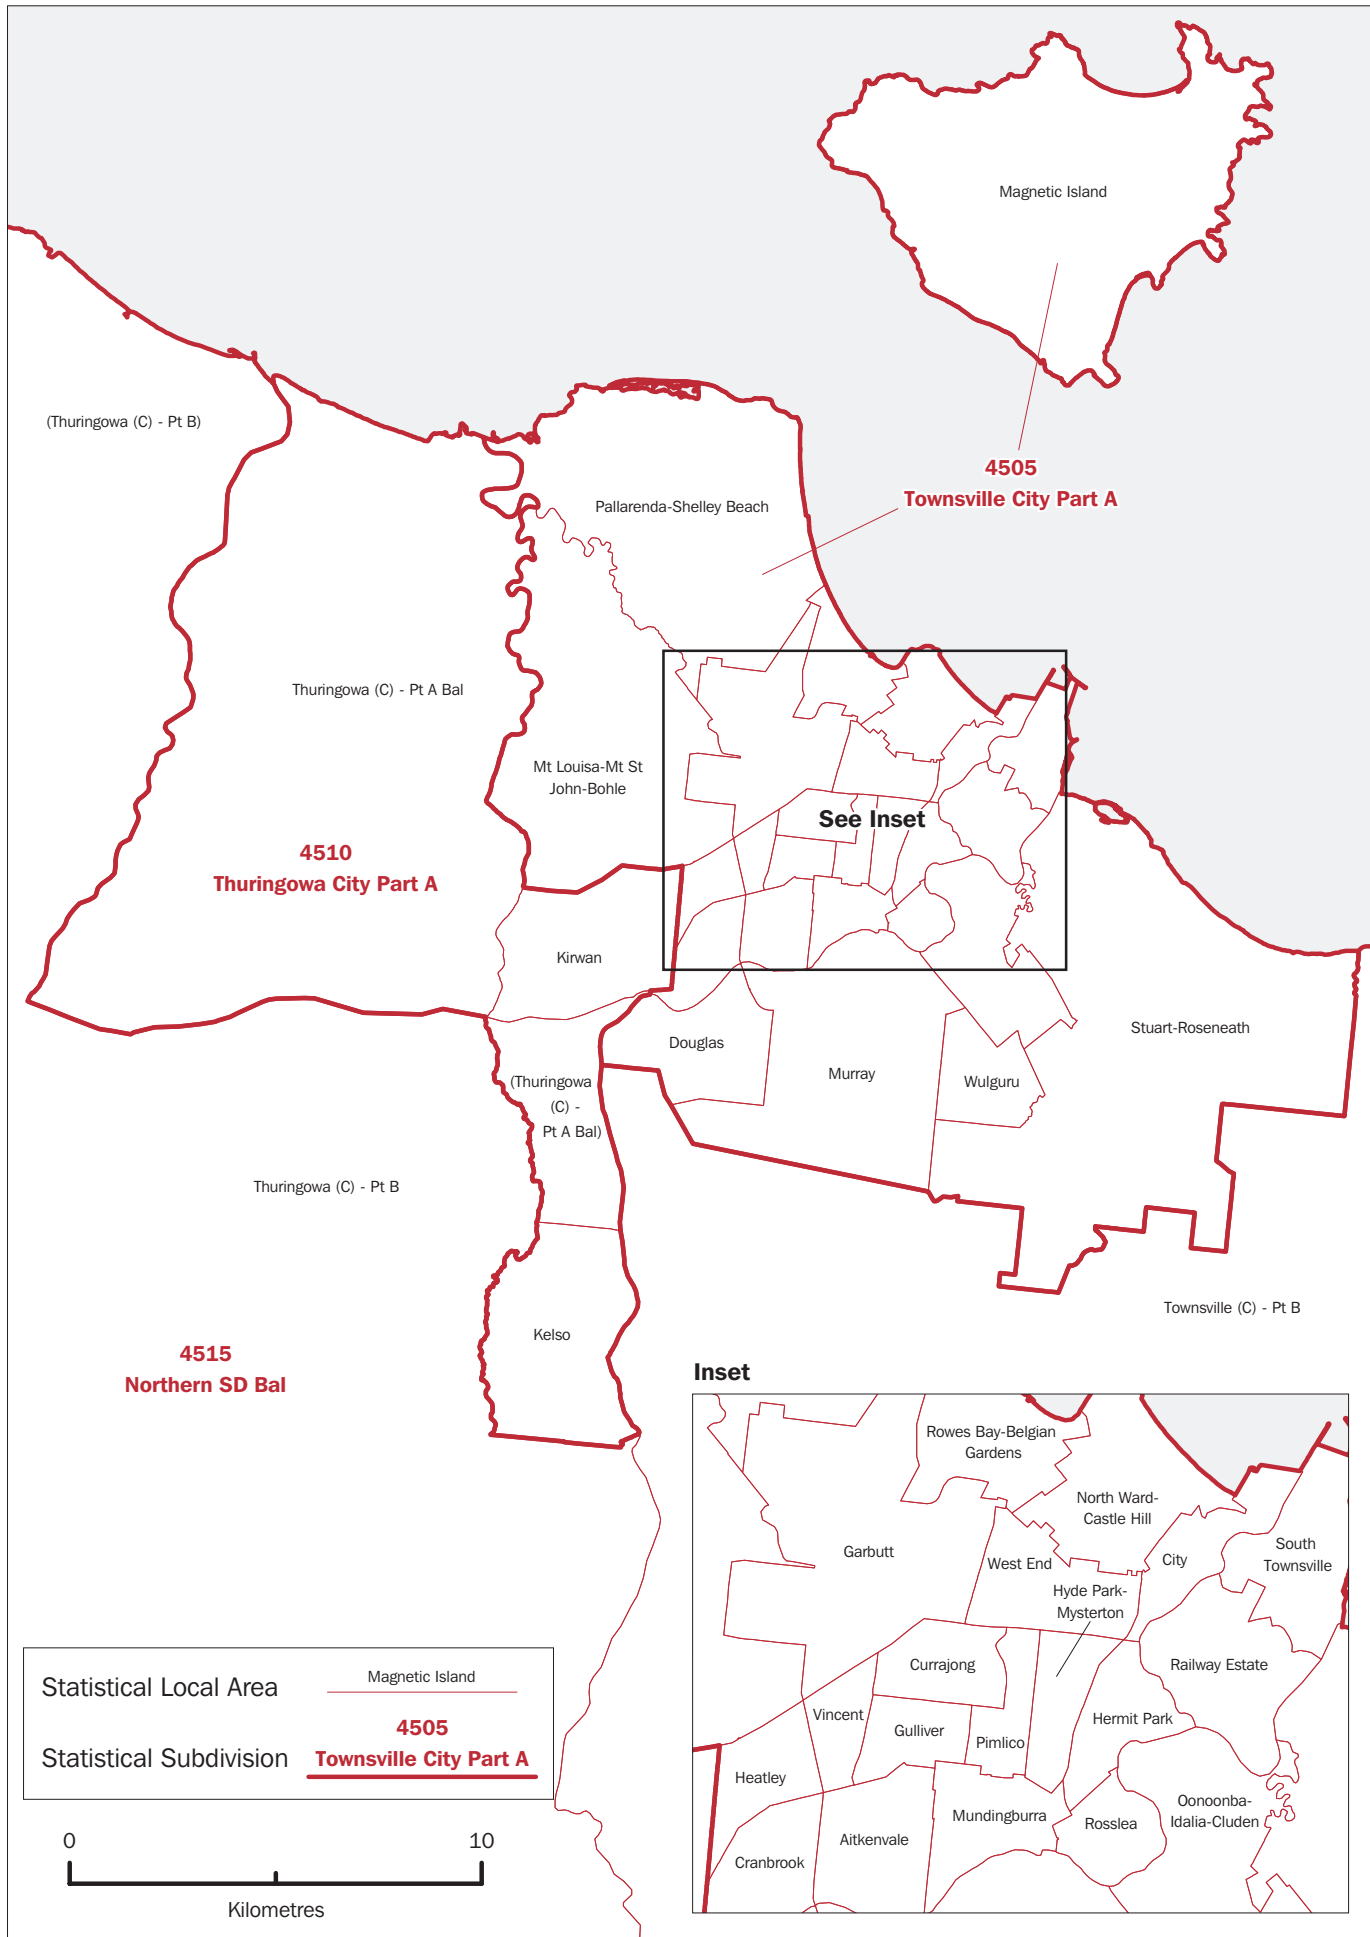 Magnetic Island
(Thuringowa (C) - Pt B)
4505
Townsville City Part A
Pallarenda-Shelley Beach
Thuringowa (C) - Pt A Bal
Mt Louisa-Mt St
John-Bohle
See Inset
4510
Thuringowa City Part A
Kirwan
Stuart-Roseneath
Douglas
Murray
Wulguru
(Thuringowa
(C) -
Pt A Bal)
Thuringowa (C) - Pt B
Townsville (C) - Pt B
Kelso
4515
Northern SD Bal
Inset
Rowes Bay-Belgian
Gardens
North Ward-
Castle Hill
Garbutt
West End
City
South
Townsville
Hyde Park-
Mysterton
Currajong
Railway Estate
Vincent
Gulliver
Pimlico
Hermit Park
Heatley
Mundingburra
Rosslea
Oonoonba-
Idalia-Cluden
Aitkenvale
Cranbrook
Statistical Local Area
Magnetic Island
Statistical Subdivision
4505
Townsville City Part A
0 10
Kilometres